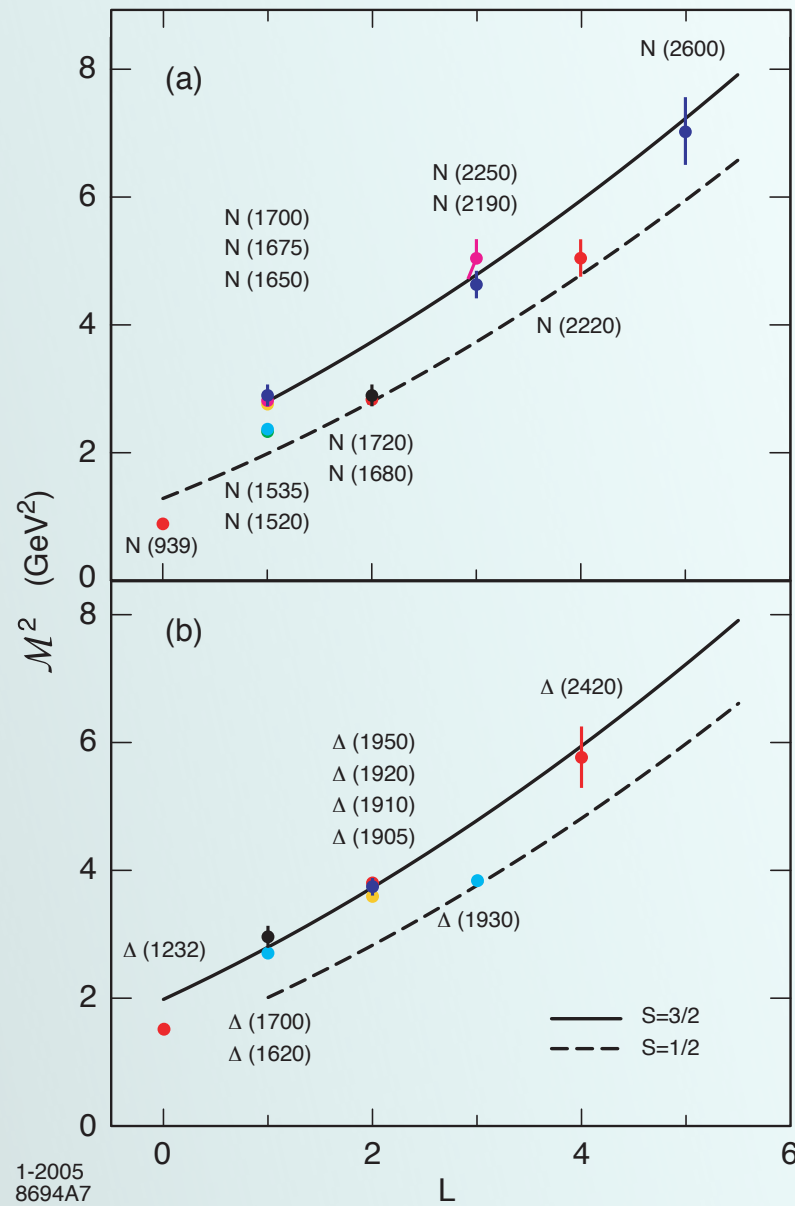 8
(a)
N (2600)
N (2250)
N (2190)
N (1700)
N (1675)
N (1650)
6
4
N (2220)
N (1720)
N (1680)
2
N (1535)
N (1520)
N (939)
0
ℳ² (GeV²)
8
(b)
Δ (2420)
Δ (1950)
Δ (1920)
Δ (1910)
Δ (1905)
6
4
Δ (1930)
Δ (1232)
2
Δ (1700)
Δ (1620)
S=3/2
S=1/2
0
0 2 4 6
L
1-2005
8694A7